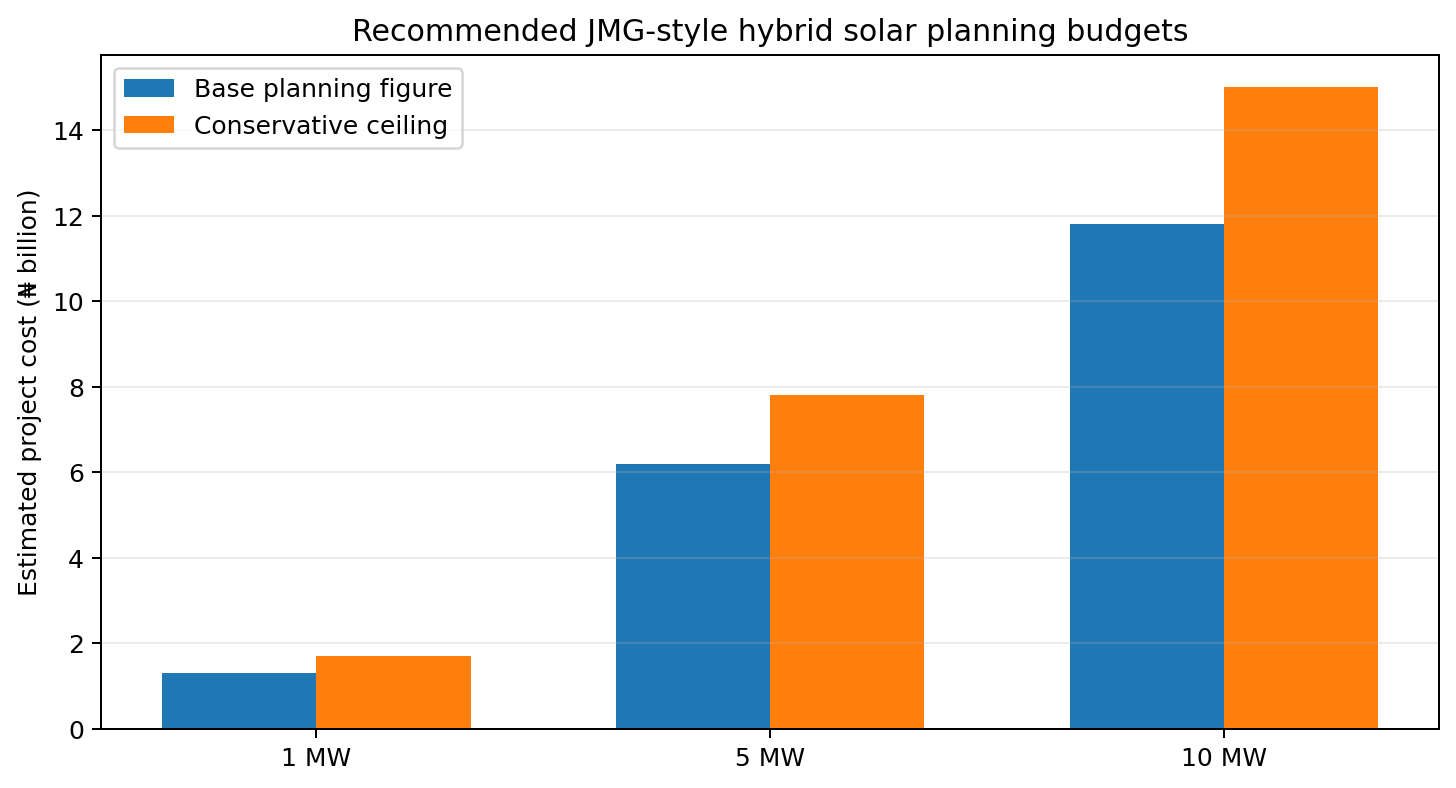 Recommended JMG-style hybrid solar planning budgets
Base planning figure
Conservative ceiling
Estimated project cost (₦ billion)
14
12
10
8
6
4
2
0
1 MW
5 MW
10 MW